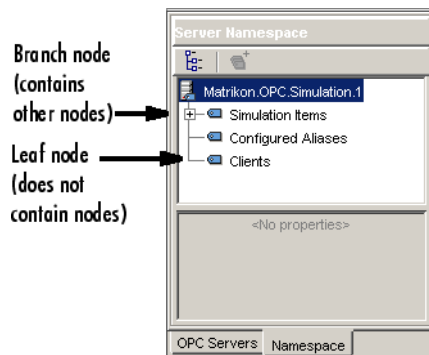 Branch node
(contains
other nodes)
Leaf node
(does not
contain nodes)
Server Namespace
Matrikon.OPC.Simulation.1
Simulation Items
Configured Aliases
Clients
<No properties>
OPC Servers Namespace